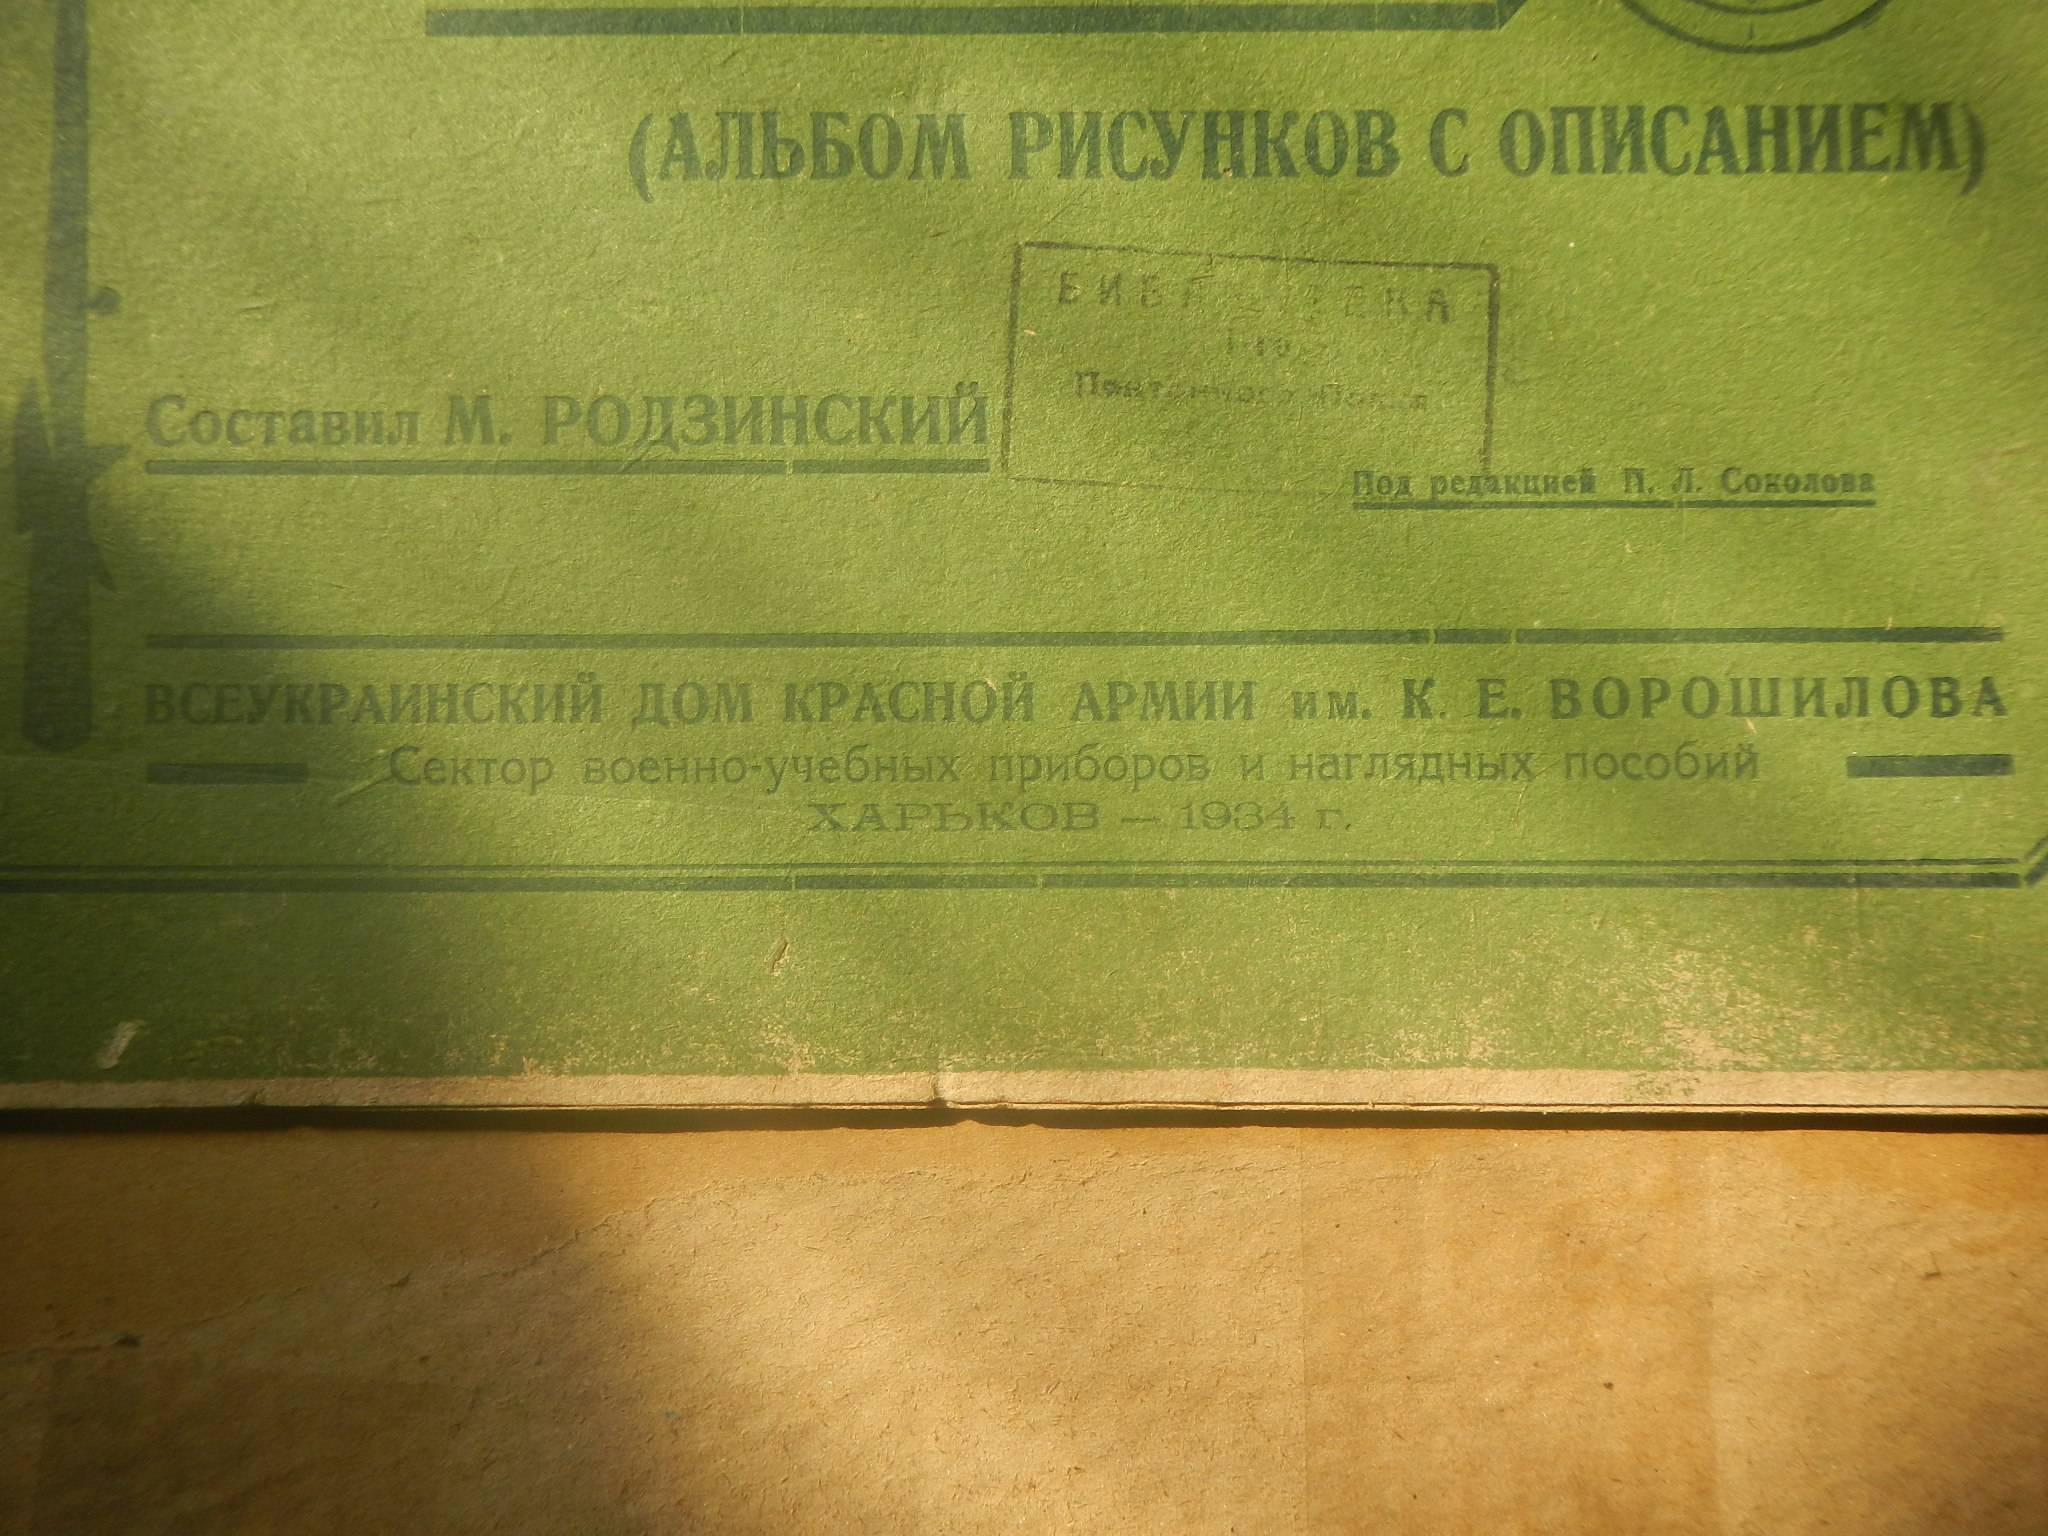 (АЛЬБОМ РИСУНКОВ С ОПИСАНИЕМ)
БИБЛИОТЕКА
Составил М. РОДЗИНСКИЙ
Под редакцией П. Л. Соколова
ВСЕУКРАИНСКИЙ ДОМ КРАСНОЙ АРМИИ им. К. Е. ВОРОШИЛОВА
Сектор военно-учебных приборов и наглядных пособий
ХАРЬКОВ — 1934 г.